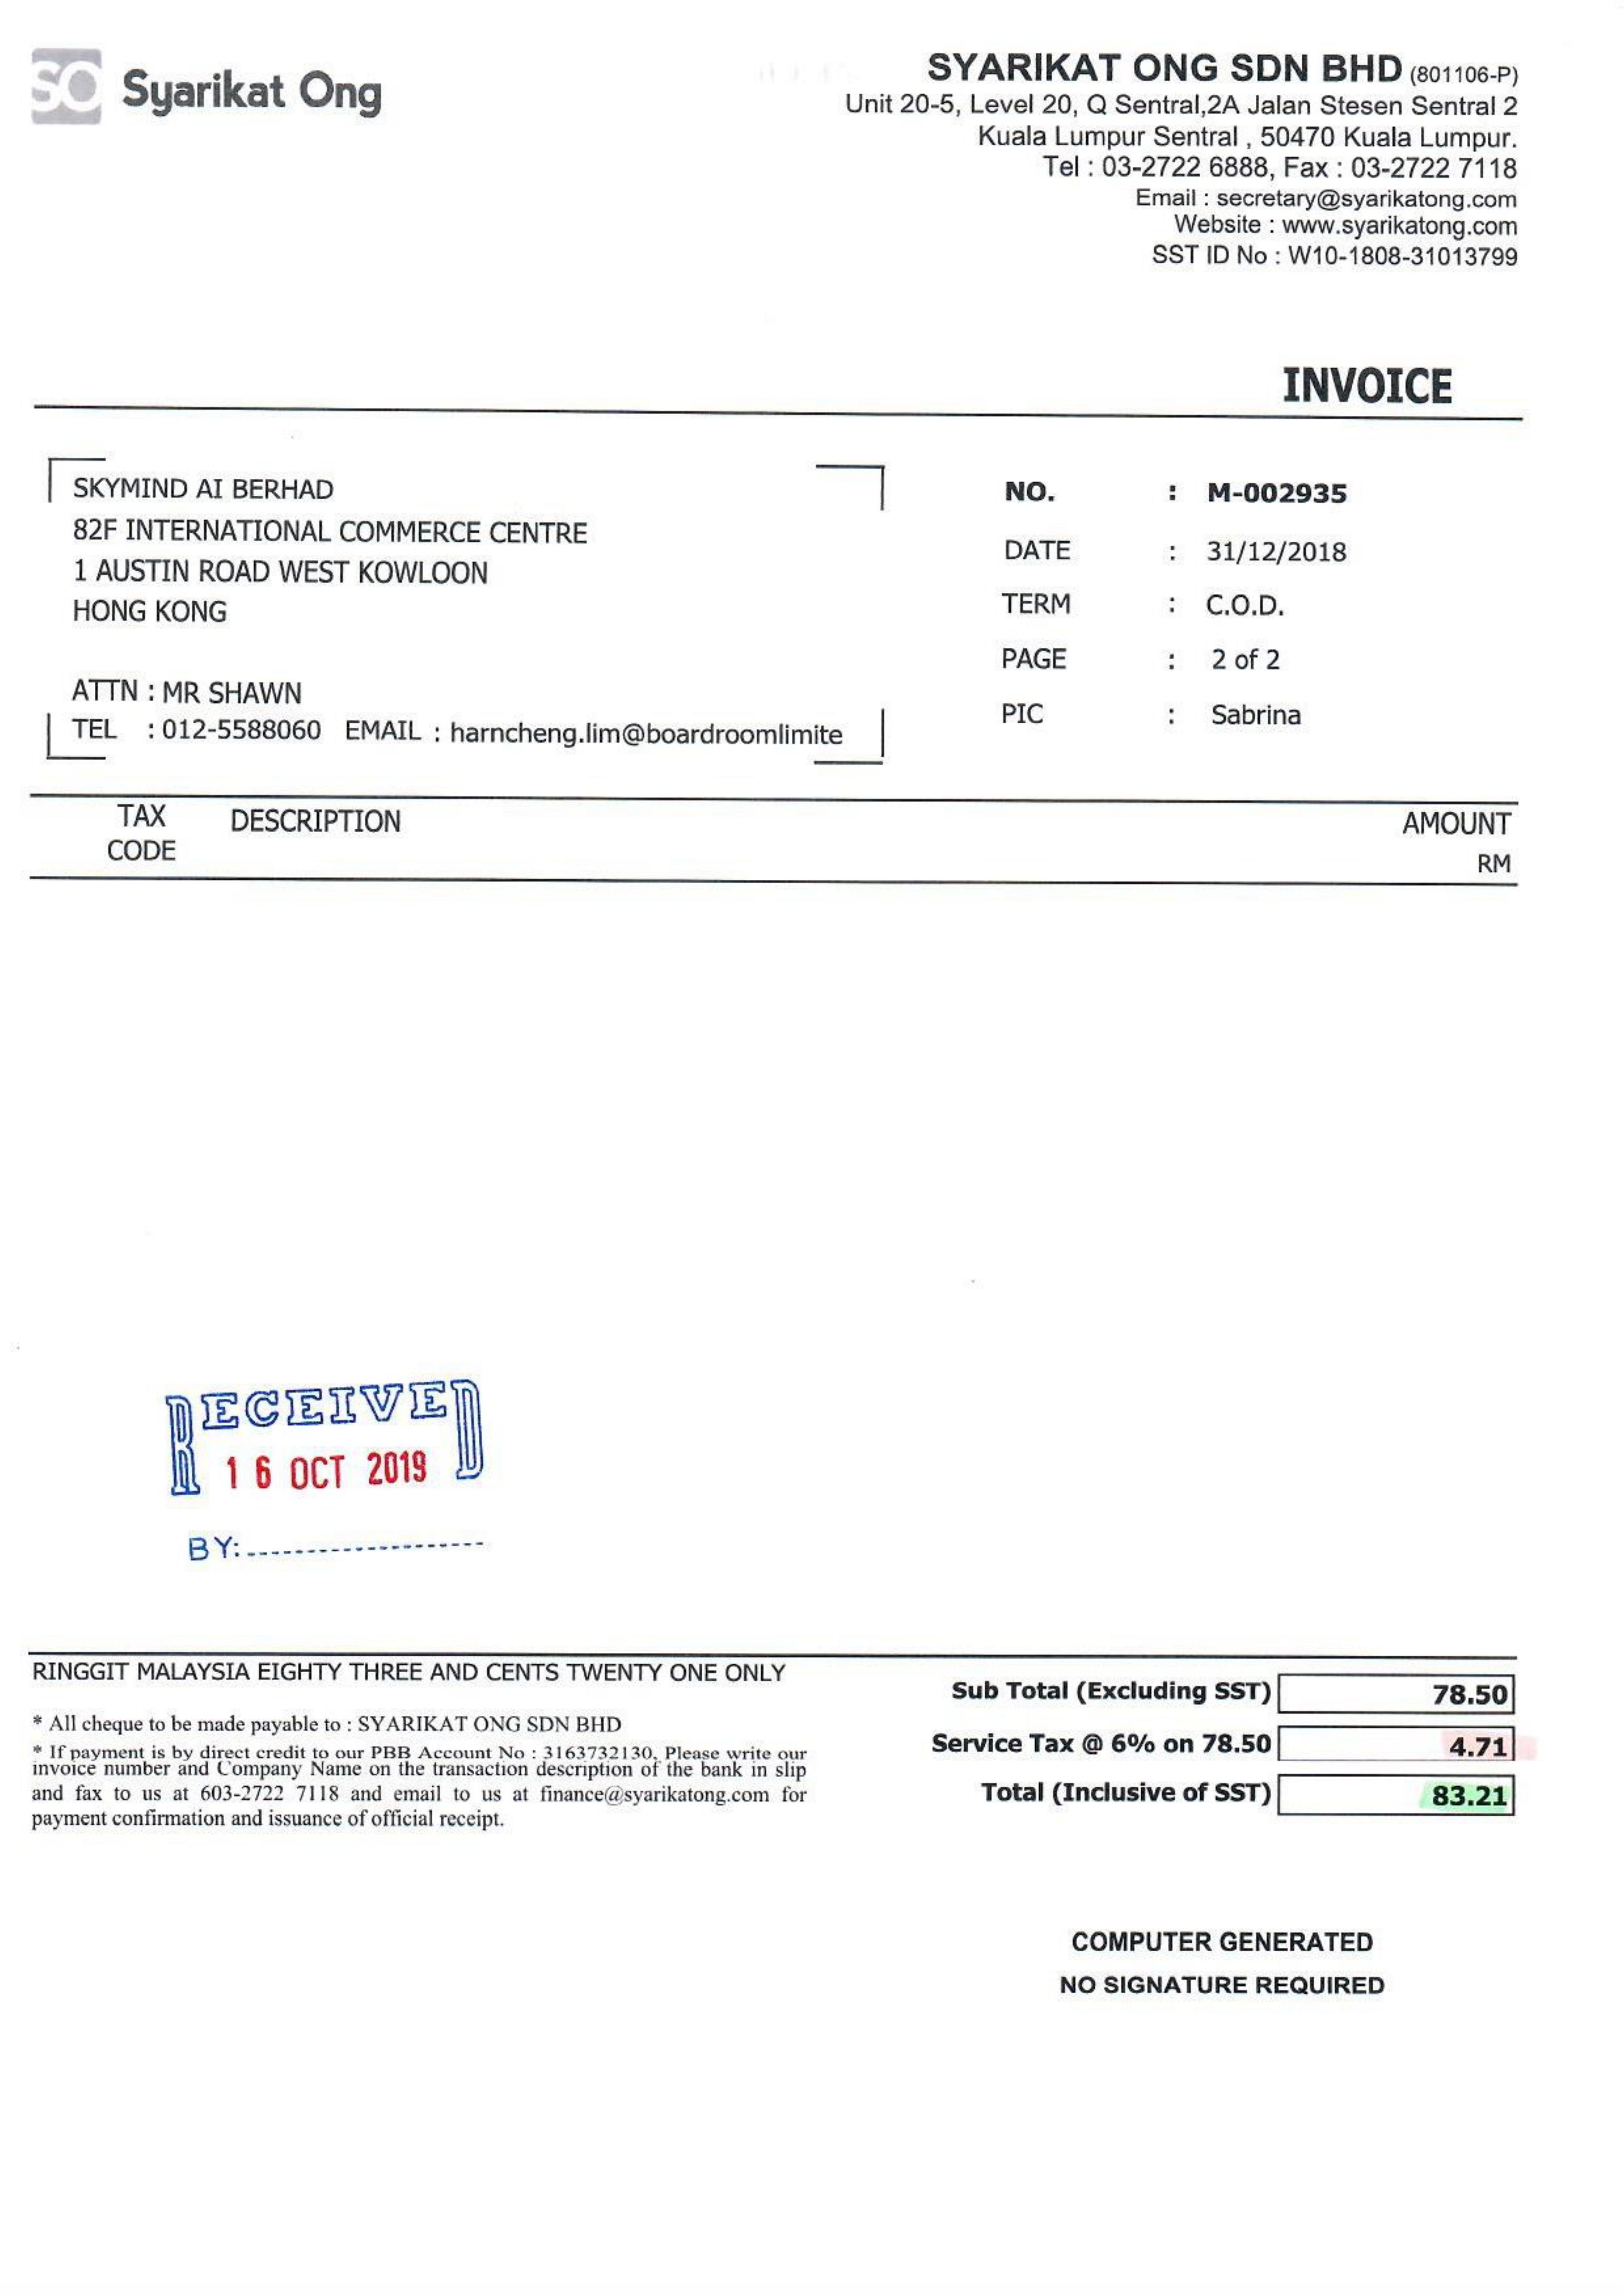 SO Syarikat Ong
SYARIKAT ONG SDN BHD (801106-P)
Unit 20-5, Level 20, Q Sentral,2A Jalan Stesen Sentral 2
Kuala Lumpur Sentral , 50470 Kuala Lumpur.
Tel : 03-2722 6888, Fax : 03-2722 7118
Email : secretary@syarikatong.com
Website : www.syarikatong.com
SST ID No : W10-1808-31013799
INVOICE
SKYMIND AI BERHAD
82F INTERNATIONAL COMMERCE CENTRE
1 AUSTIN ROAD WEST KOWLOON
HONG KONG
ATTN : MR SHAWN
TEL : 012-5588060 EMAIL : harncheng.lim@boardroomlimite
NO. : M-002935
DATE : 31/12/2018
TERM : C.O.D.
PAGE : 2 of 2
PIC : Sabrina
TAX CODE DESCRIPTION AMOUNT
RM
RECEIVED
16 OCT 2019
BY:
RINGGIT MALAYSIA EIGHTY THREE AND CENTS TWENTY ONE ONLY
* All cheque to be made payable to : SYARIKAT ONG SDN BHD
* If payment is by direct credit to our PBB Account No : 3163732130, Please write our
invoice number and Company Name on the transaction description of the bank in slip
and fax to us at 603-2722 7118 and email to us at finance@syarikatong.com for
payment confirmation and issuance of official receipt.
Sub Total (Excluding SST) 78.50
Service Tax @ 6% on 78.50 4.71
Total (Inclusive of SST) 83.21
COMPUTER GENERATED
NO SIGNATURE REQUIRED